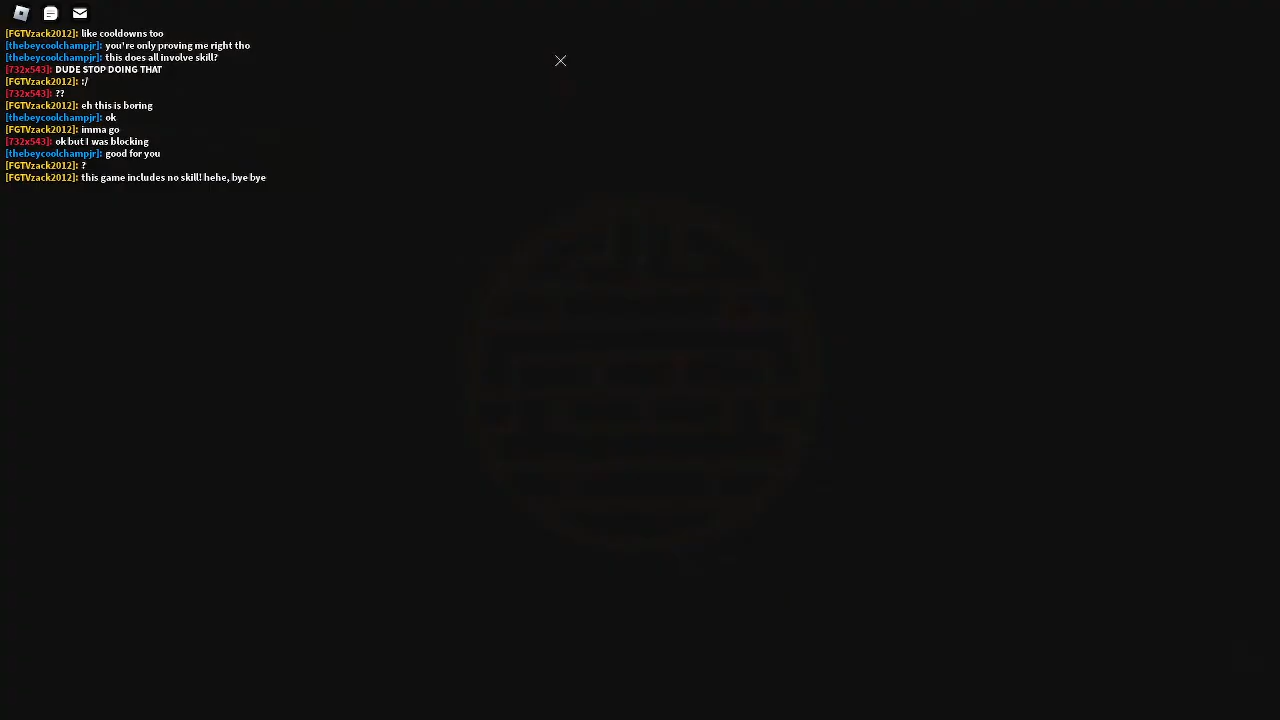 [FGTVzack2012]: like cooldowns too
[thebeycoolchampjr]: you're only proving me right tho
[thebeycoolchampjr]: this does all involve skill?
[732x543]: DUDE STOP DOING THAT
[FGTVzack2012]: :/
[732x543]: ??
[FGTVzack2012]: eh this is boring
[thebeycoolchampjr]: ok
[FGTVzack2012]: imma go
[732x543]: ok but I was blocking
[thebeycoolchampjr]: good for you
[FGTVzack2012]: ?
[FGTVzack2012]: this game includes no skill! hehe, bye bye